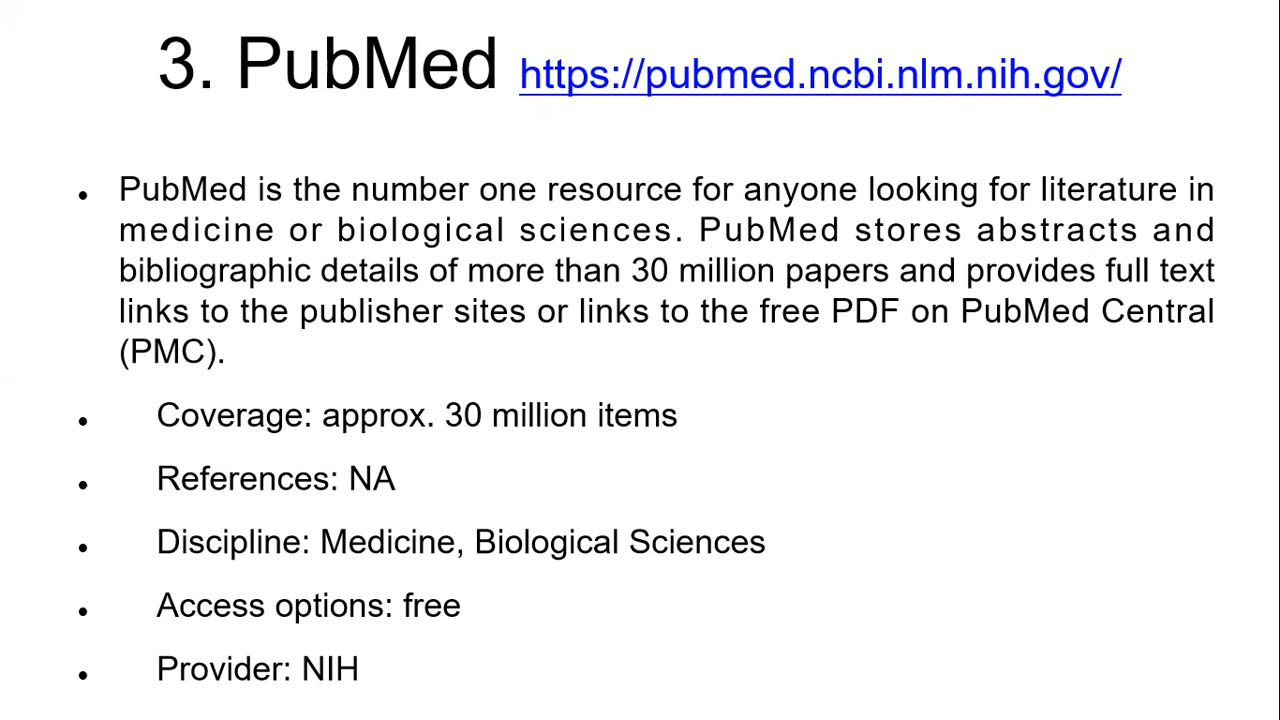 3. PubMed https://pubmed.ncbi.nlm.nih.gov/
• PubMed is the number one resource for anyone looking for literature in
medicine or biological sciences. PubMed stores abstracts and
bibliographic details of more than 30 million papers and provides full text
links to the publisher sites or links to the free PDF on PubMed Central
(PMC).
• Coverage: approx. 30 million items
• References: NA
• Discipline: Medicine, Biological Sciences
• Access options: free
• Provider: NIH